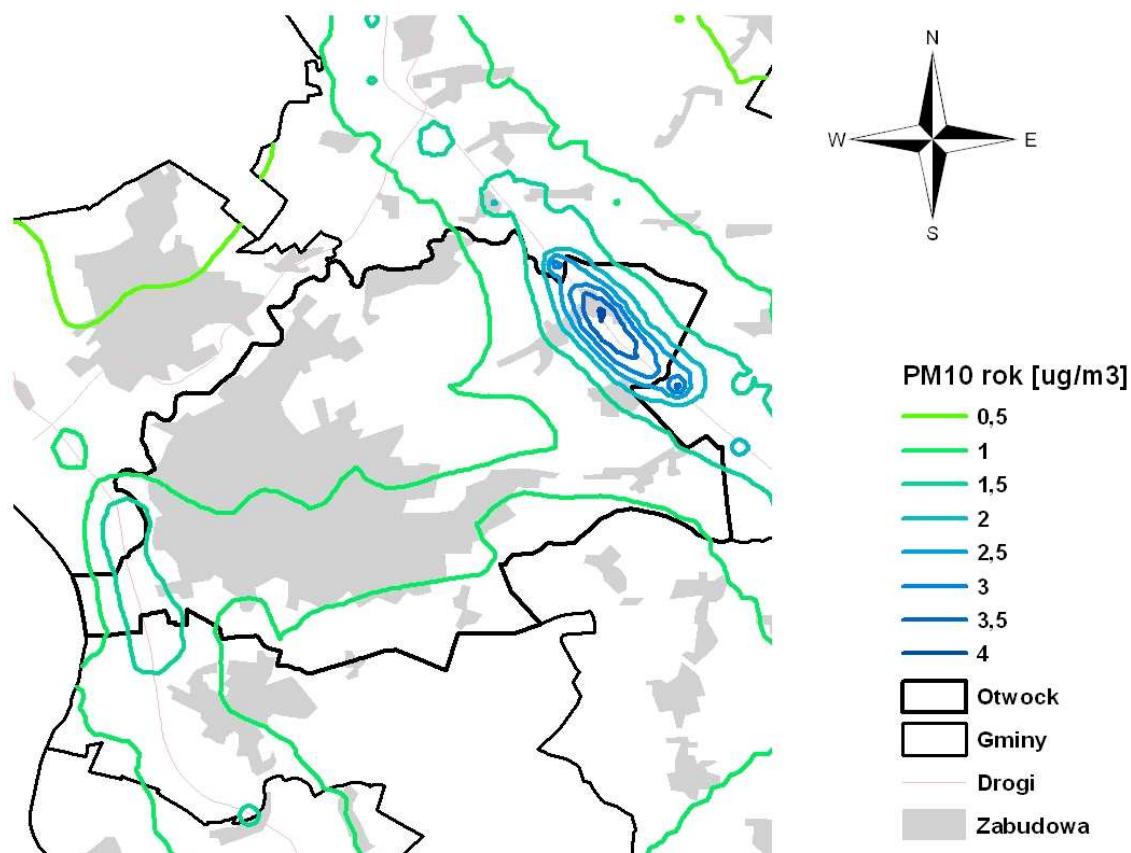 N
W
E
S
PM10 rok [ug/m3]
0,5
1
1,5
2
2,5
3
3,5
4
Otwock
Gminy
Drogi
Zabudowa